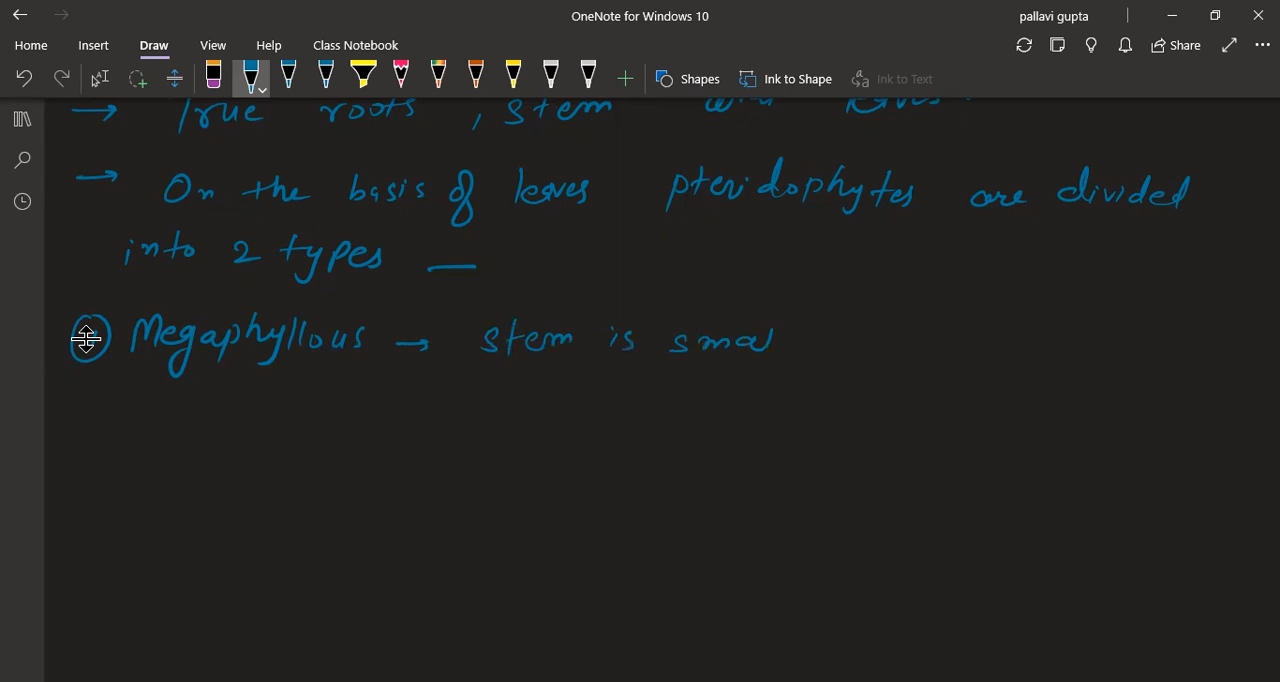 OneNote for Windows 10
pallavi gupta
Home Insert Draw View Help Class Notebook
Share
Shapes Ink to Shape Ink to Text
→ True roots, stem with leaves.
→ On the basis of leaves pteridophytes are divided
into 2 types —
Megaphyllous → stem is smal